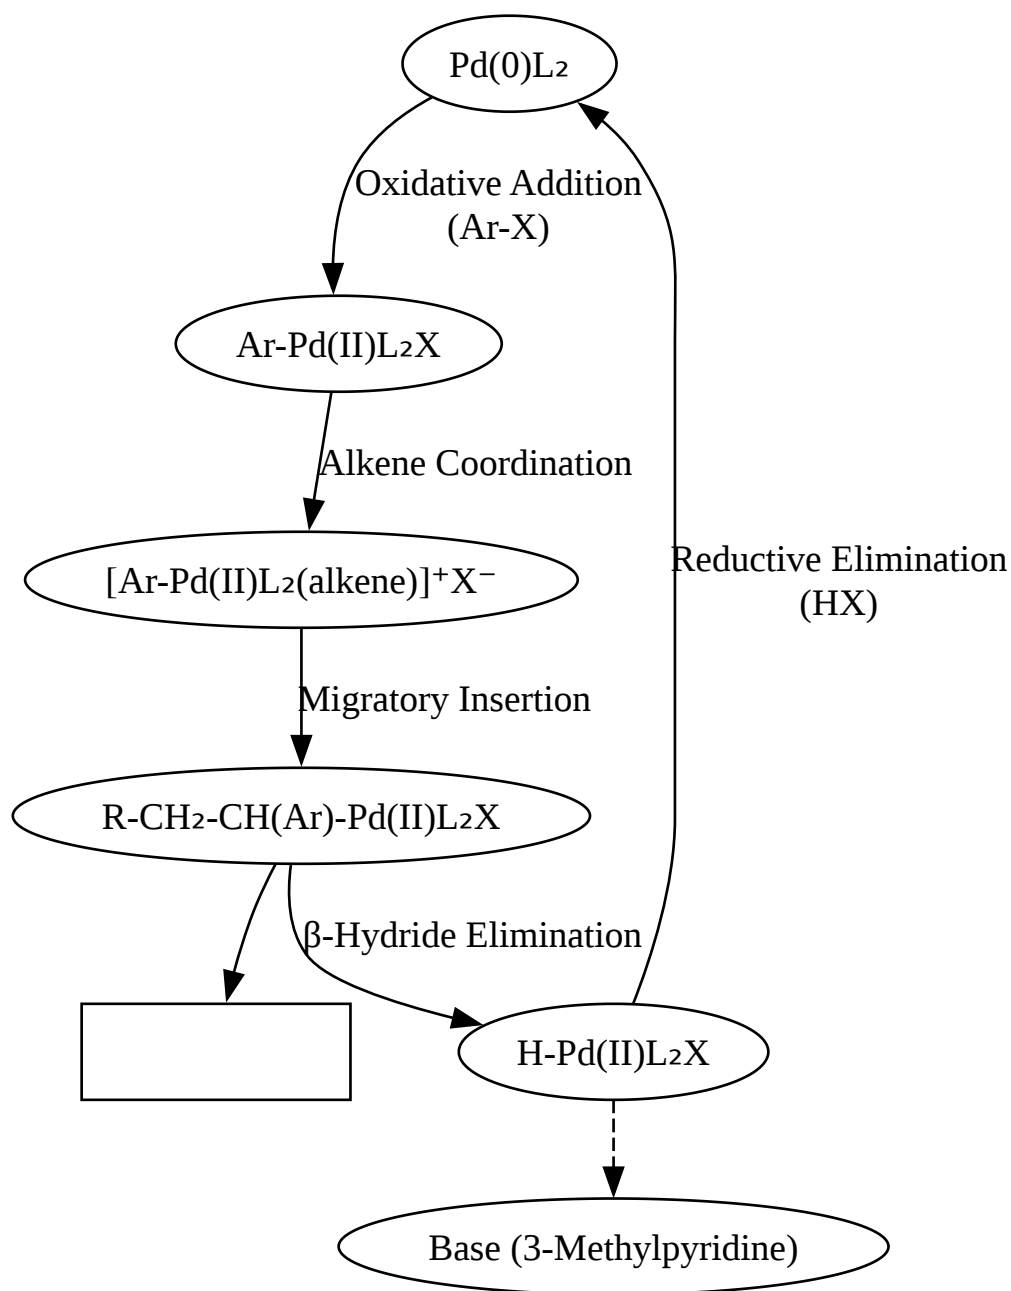 Pd(0)L₂
Oxidative Addition
(Ar-X)
Ar-Pd(II)L₂X
Alkene Coordination
[Ar-Pd(II)L₂(alkene)]⁺X⁻
Reductive Elimination
(HX)
Migratory Insertion
R-CH₂-CH(Ar)-Pd(II)L₂X
β-Hydride Elimination
H-Pd(II)L₂X
Base (3-Methylpyridine)